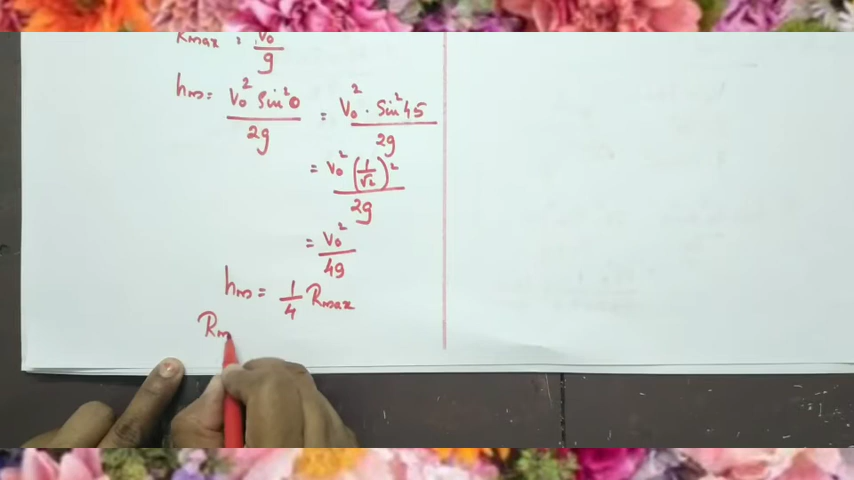 Rmax = v₀² / g
hm = v₀² sin²θ / 2g = v₀² · sin²45 / 2g
= v₀² (1/√2)² / 2g
= v₀² / 4g
hm = 1/4 Rmax
Rm